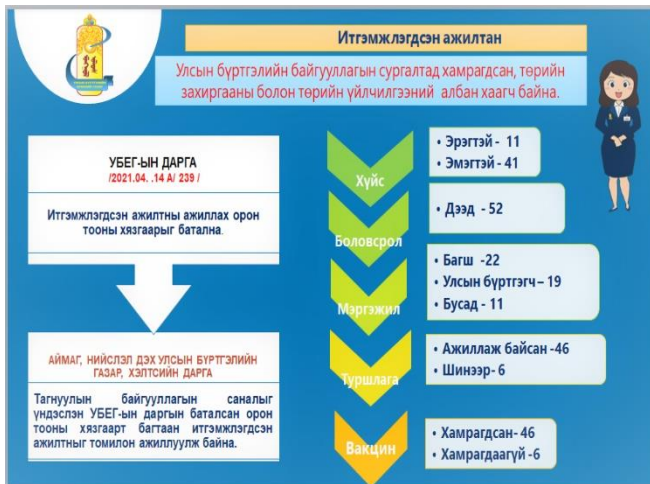 Итгэмжлэгдсэн ажилтан
Улсын бүртгэлийн байгууллагын сургалтад хамрагдсан, төрийн
захиргааны болон төрийн үйлчилгээний албан хаагч байна.
УБЕГ-ЫН ДАРГА
/2021.04. .14 А/ 239 /
Итгэмжлэгдсэн ажилтны ажиллах орон
тооны хязгаарыг батална.
АЙМАГ, НИЙСЛЭЛ ДЭХ УЛСЫН БҮРТГЭЛИЙН
ГАЗАР, ХЭЛТСИЙН ДАРГА
Тагнуулын байгууллагын саналыг
үндэслэн УБЕГ-ын даргын баталсан орон
тооны хязгаарт багтаан итгэмжлэгдсэн
ажилтныг томилон ажиллуулж байна.
Хүйс
• Эрэгтэй - 11
• Эмэгтэй - 41
Боловсрол
• Дээд - 52
Мэргэжил
• Багш -22
• Улсын бүртгэгч – 19
• Бусад - 11
Туршлага
• Ажиллаж байсан -46
• Шинээр- 6
Вакцин
• Хамрагдсан- 46
• Хамрагдаагүй -6